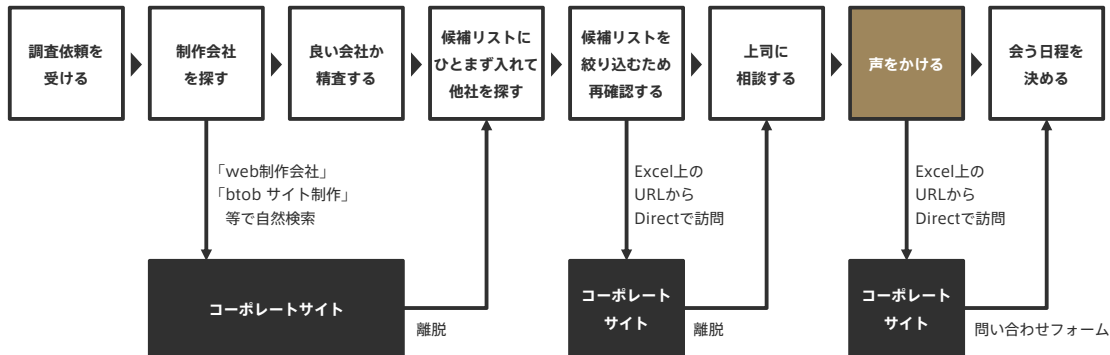 調査依頼を
受ける
制作会社
を探す
良い会社か
精査する
候補リストに
ひとまず入れて
他社を探す
候補リストを
絞り込むため
再確認する
上司に
相談する
声をかける
会う日程を
決める
「web制作会社」
「btob サイト制作」
等で自然検索
Excel上の
URLから
Directで訪問
Excel上の
URLから
Directで訪問
コーポレートサイト
離脱
コーポレート
サイト
離脱
コーポレート
サイト
問い合わせフォーム